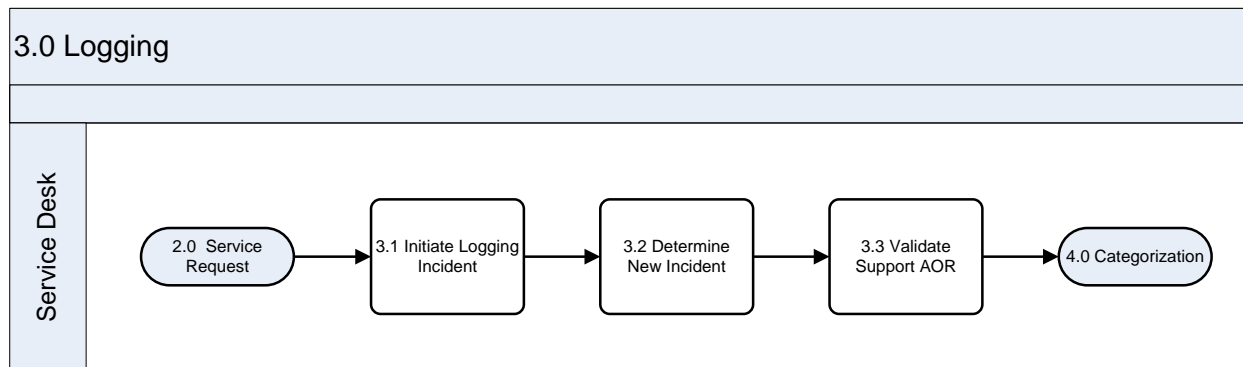 3.0 Logging
Service Desk
2.0 Service
Request
3.1 Initiate Logging
Incident
3.2 Determine
New Incident
3.3 Validate
Support AOR
4.0 Categorization